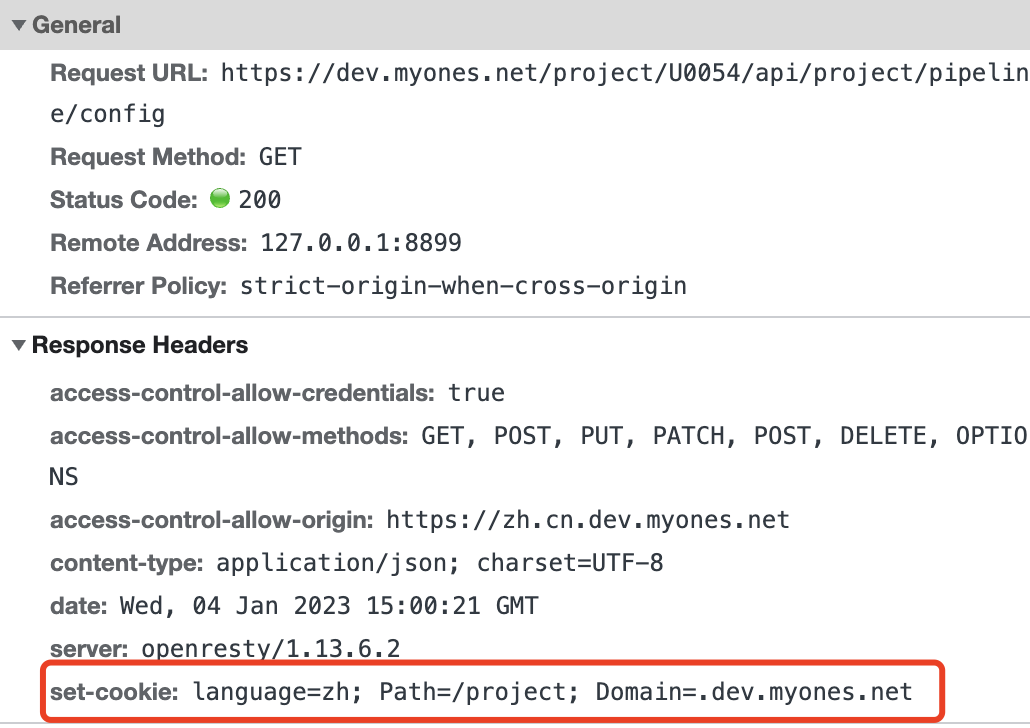 General
Request URL: https://dev.myones.net/project/U0054/api/project/pipelin
e/config
Request Method: GET
Status Code: 200
Remote Address: 127.0.0.1:8899
Referrer Policy: strict-origin-when-cross-origin
Response Headers
access-control-allow-credentials: true
access-control-allow-methods: GET, POST, PUT, PATCH, POST, DELETE, OPTIO
NS
access-control-allow-origin: https://zh.cn.dev.myones.net
content-type: application/json; charset=UTF-8
date: Wed, 04 Jan 2023 15:00:21 GMT
server: openresty/1.13.6.2
set-cookie: language=zh; Path=/project; Domain=.dev.myones.net